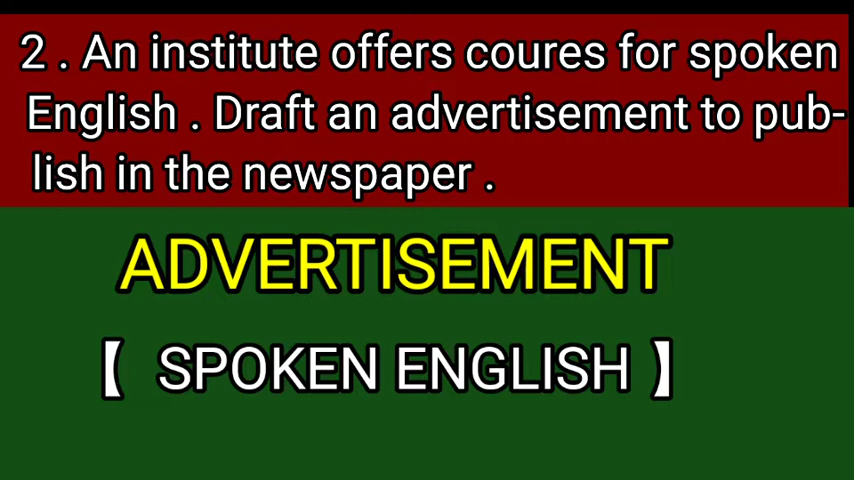 2 . An institute offers coures for spoken
English . Draft an advertisement to pub-
lish in the newspaper .
ADVERTISEMENT
【 SPOKEN ENGLISH 】